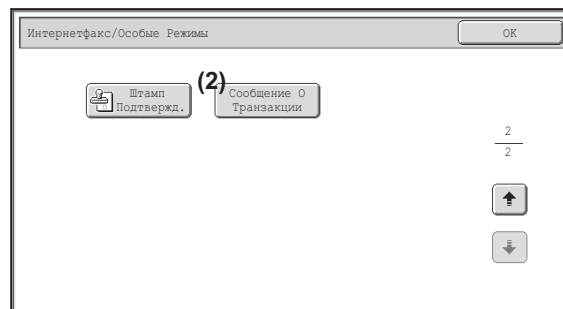 Интернетфакс/Особые Режимы
OK
Штамп
Подтвержд.
(2)
Сообщение О
Транзакции
2
2